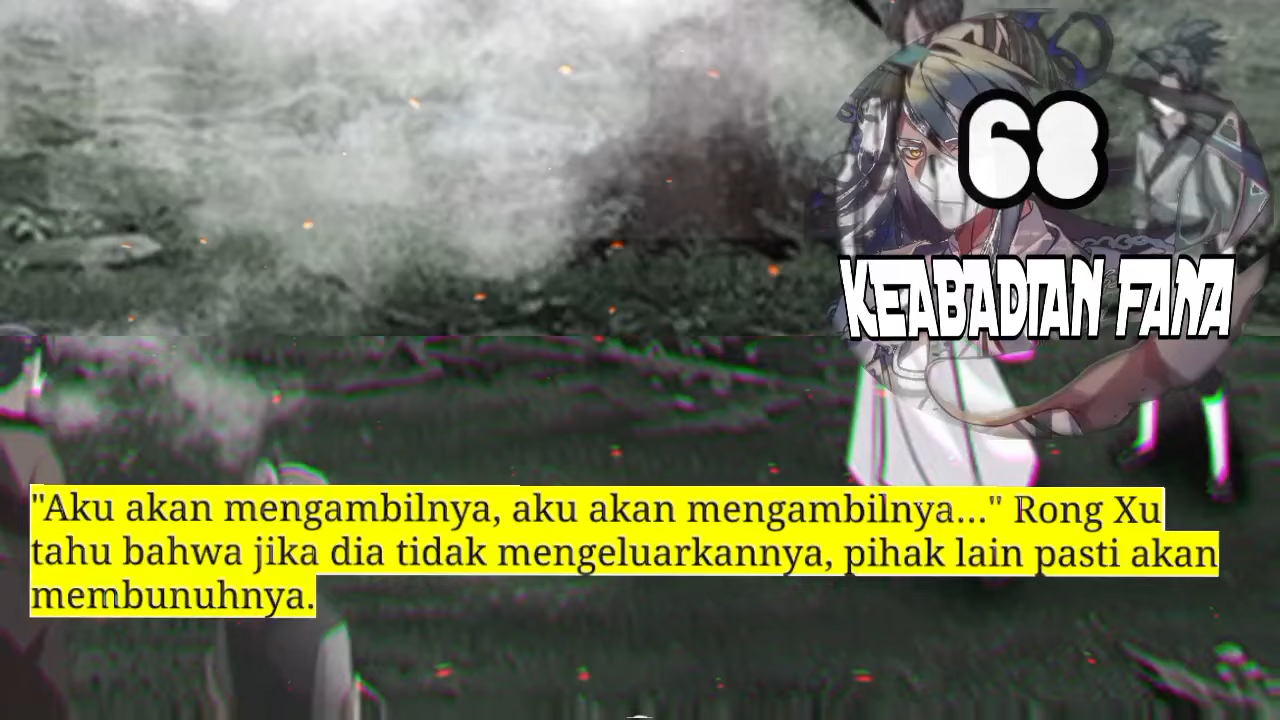 68
KEABADIAN FANA
"Aku akan mengambilnya, aku akan mengambilnya..." Rong Xu
tahu bahwa jika dia tidak mengeluarkannya, pihak lain pasti akan
membunuhnya.